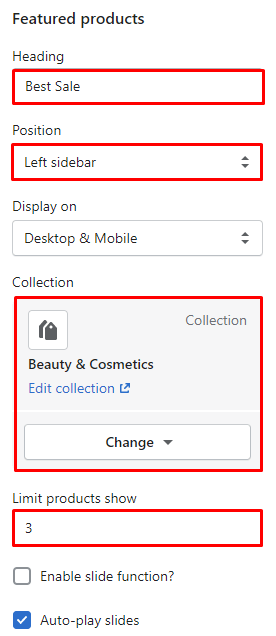 Featured products
Heading
Best Sale
Position
Left sidebar
Display on
Desktop & Mobile
Collection
Collection
Beauty & Cosmetics
Edit collection
Change
Limit products show
3
Enable slide function?
Auto-play slides